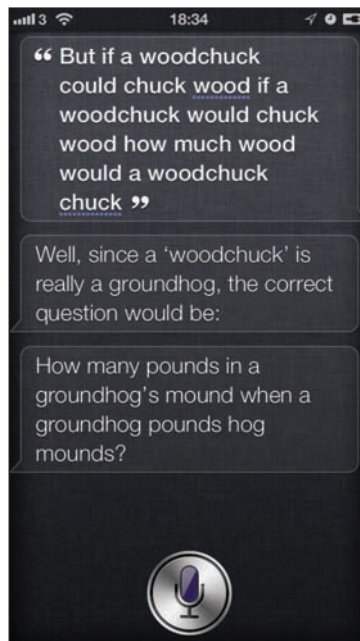 3 18:34
“ But if a woodchuck
could chuck wood if a
woodchuck would chuck
wood how much wood
would a woodchuck
chuck ”
Well, since a ‘woodchuck’ is
really a groundhog, the correct
question would be:
How many pounds in a
groundhog’s mound when a
groundhog pounds hog
mounds?